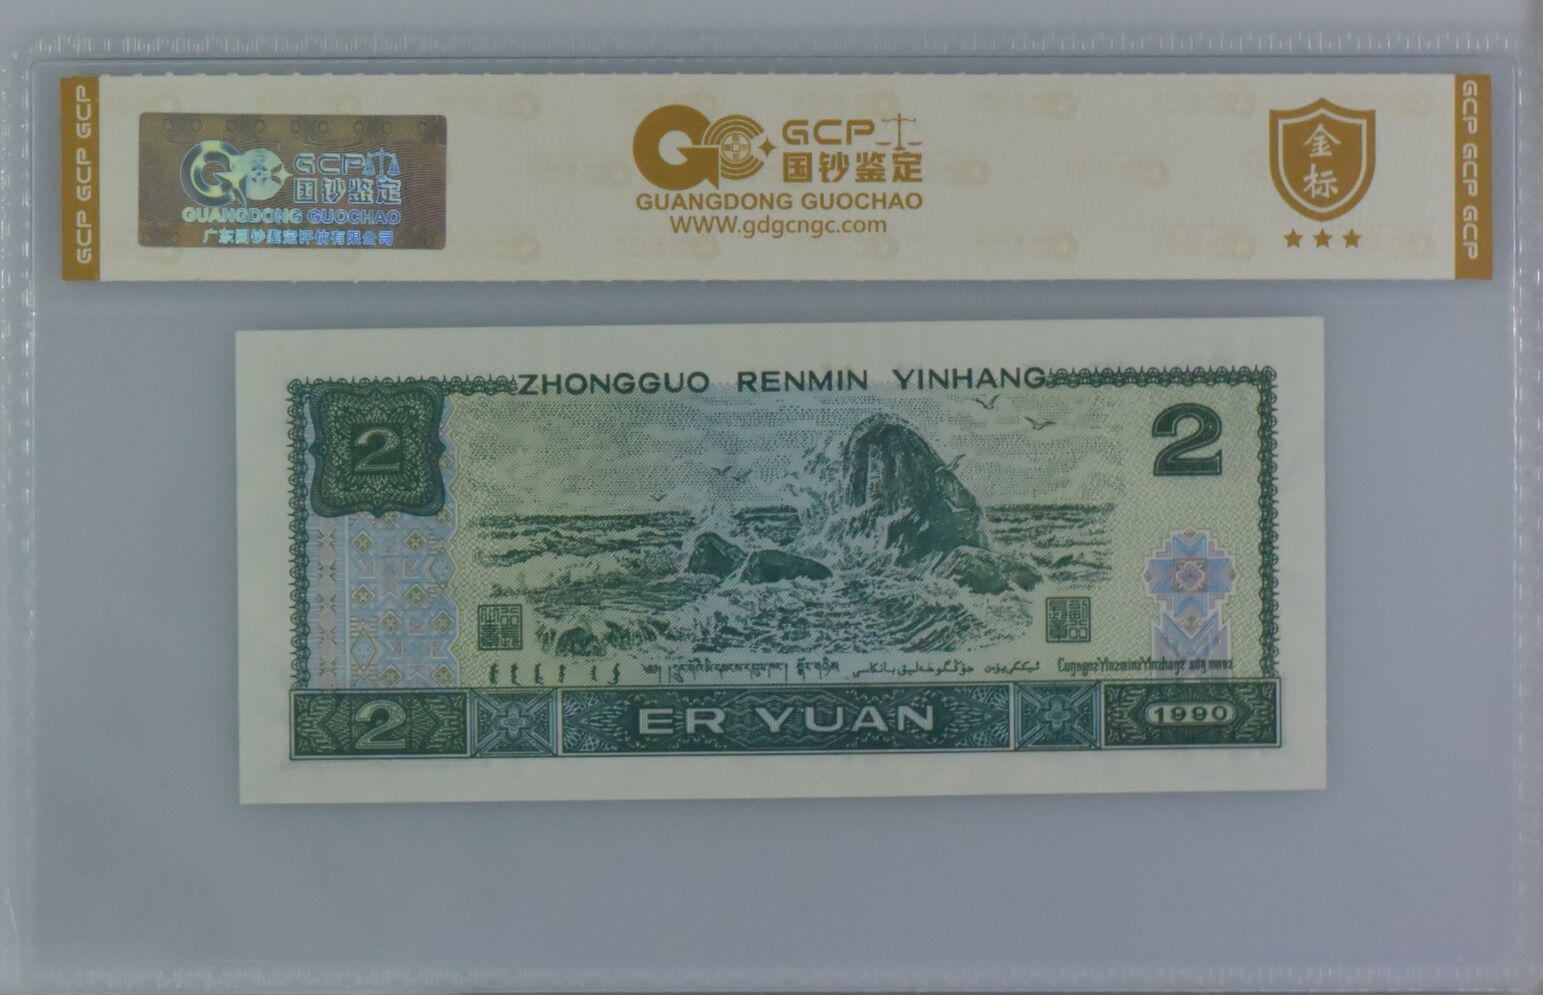 GCP GCP GCP
GCP
国钞鉴定
GUANGDONG GUOCHAO
广东国钞鉴定评估有限公司
GCP
国钞鉴定
GUANGDONG GUOCHAO
WWW.gdgcngc.com
金
标
GCP GCP GCP
ZHONGGUO RENMIN YINHANG
2
2
2
ER YUAN
1990